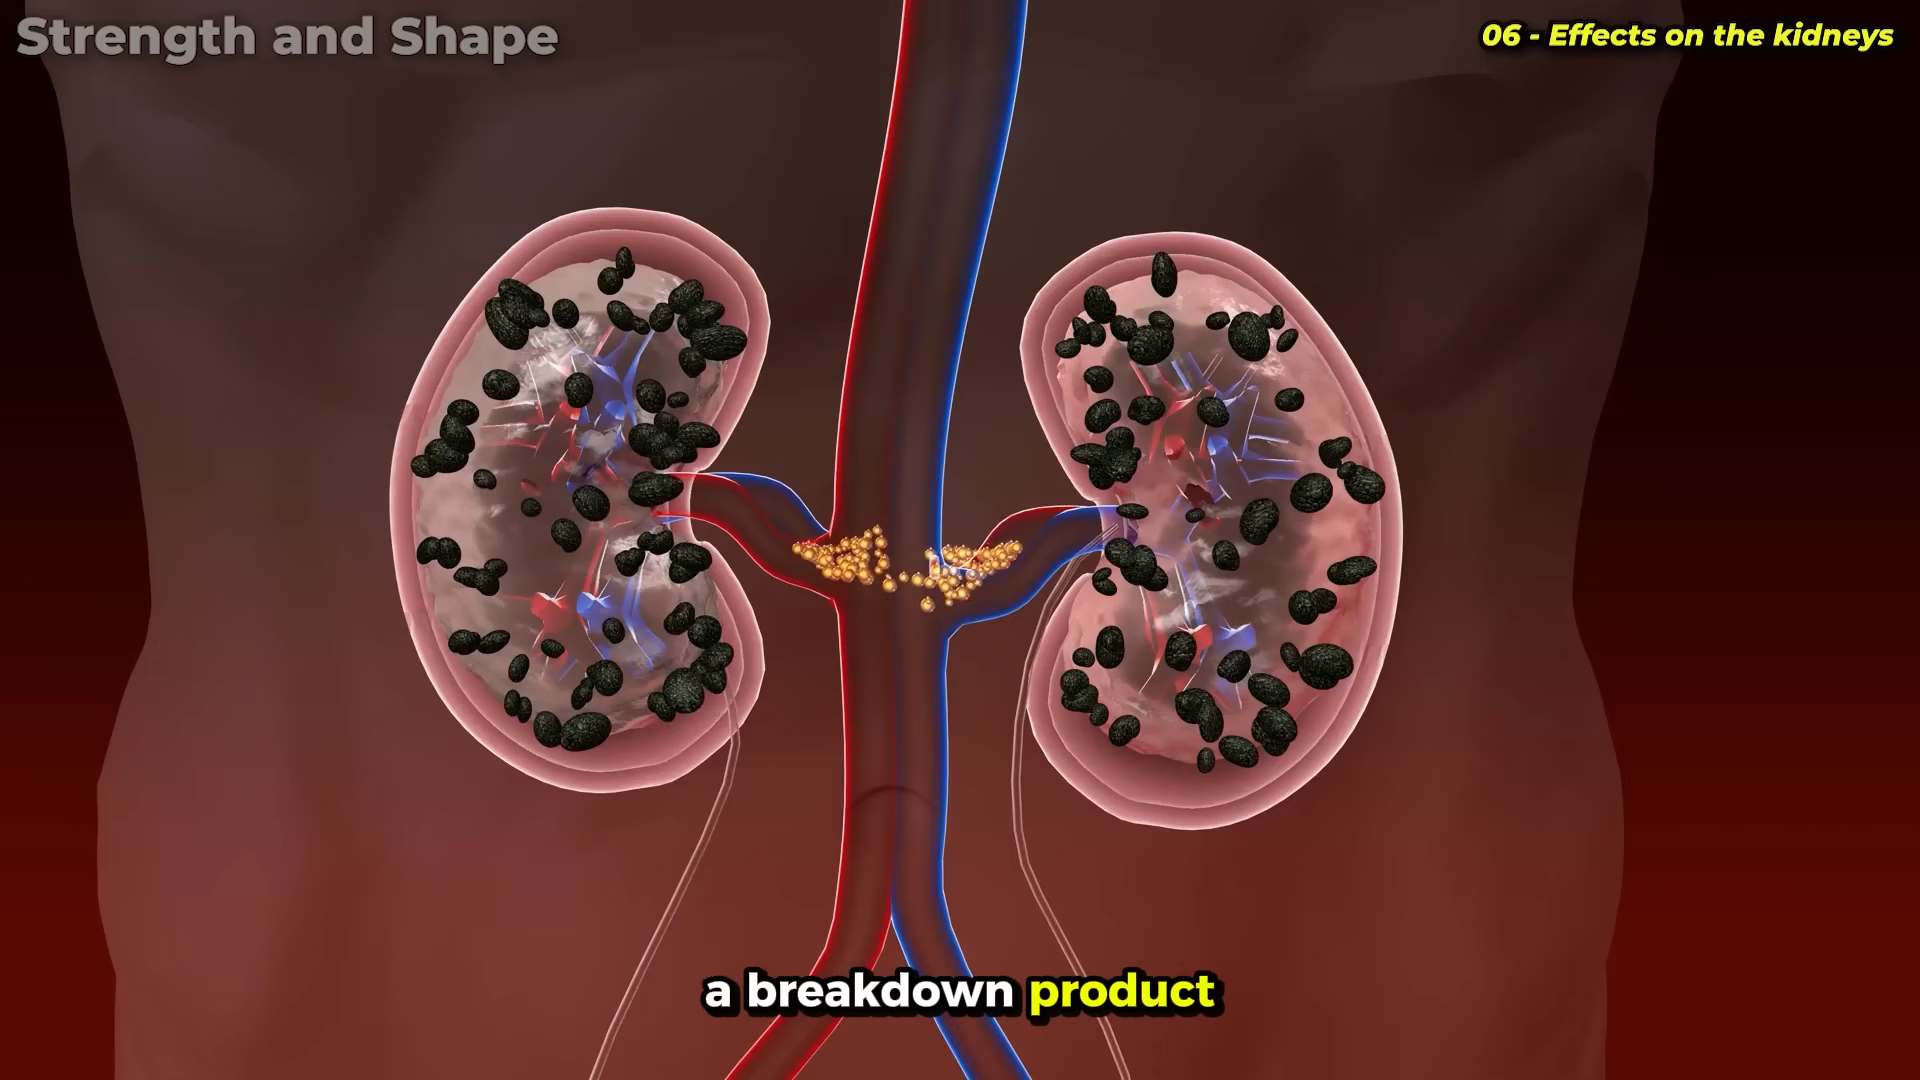 Strength and Shape
06 - Effects on the kidneys
a breakdown product